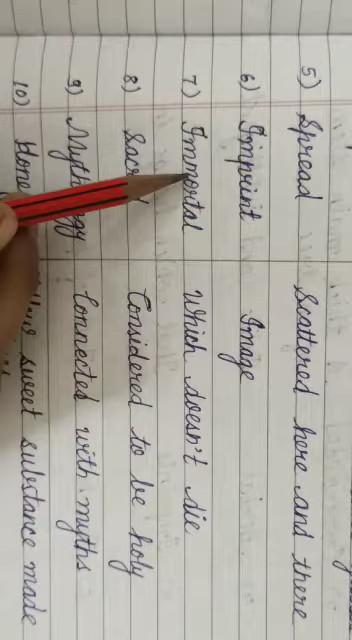 5) Spread Scattered here and there
6) Imprint Image
7) Immortal Which doesn't die
8) Considered to be holy
9) Connected with myths
10) sweet substance made